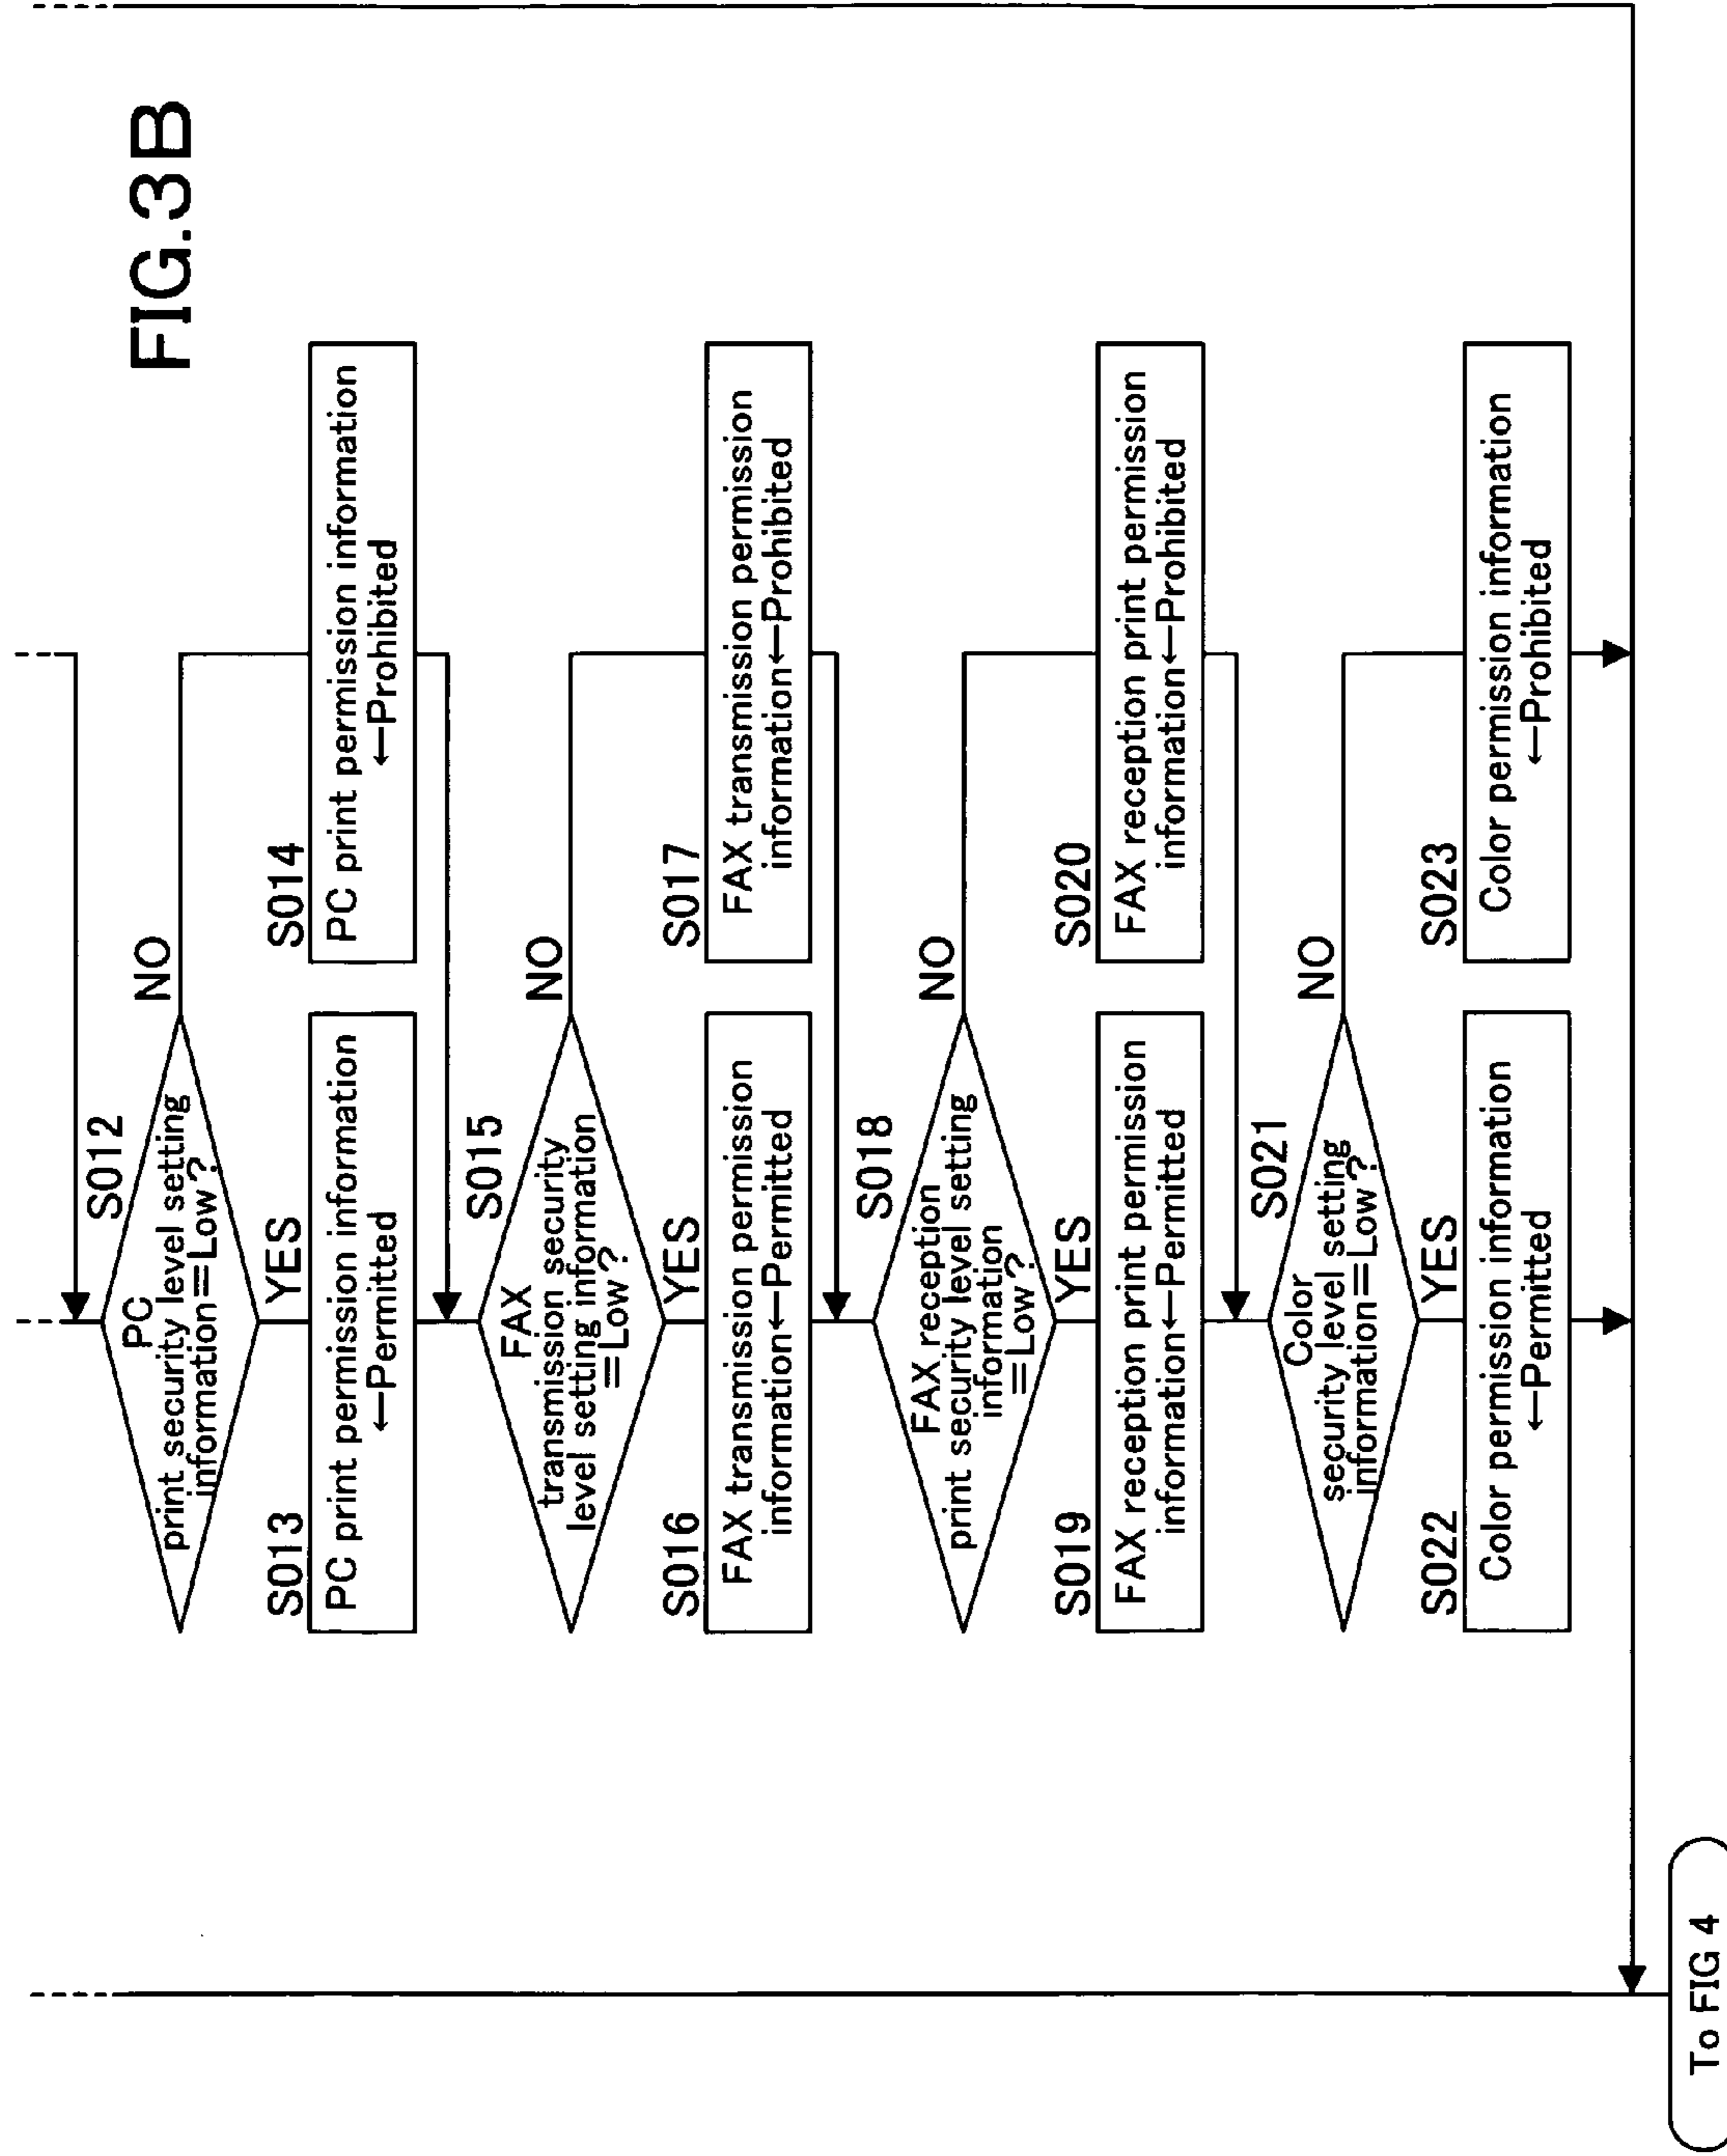 FIG.3B
S012
PC
print security level setting
information=Low?
YES
NO
S013
PC print permission information
←Permitted
S014
PC print permission information
←Prohibited
S015
FAX
transmission security
level setting information
=Low?
YES
NO
S016
FAX transmission permission
information←Permitted
S017
FAX transmission permission
information←Prohibited
S018
FAX reception
print security level setting
information
=Low?
YES
NO
S019
FAX reception print permission
information←Permitted
S020
FAX reception print permission
information←Prohibited
S021
Color
security level setting
information=Low?
YES
NO
S022
Color permission information
←Permitted
S023
Color permission information
←Prohibited
To FIG 4